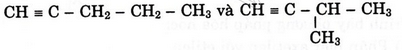 CH ≡ C − CH₂ − CH₂ − CH₃ và CH ≡ C − CH − CH₃
CH₃